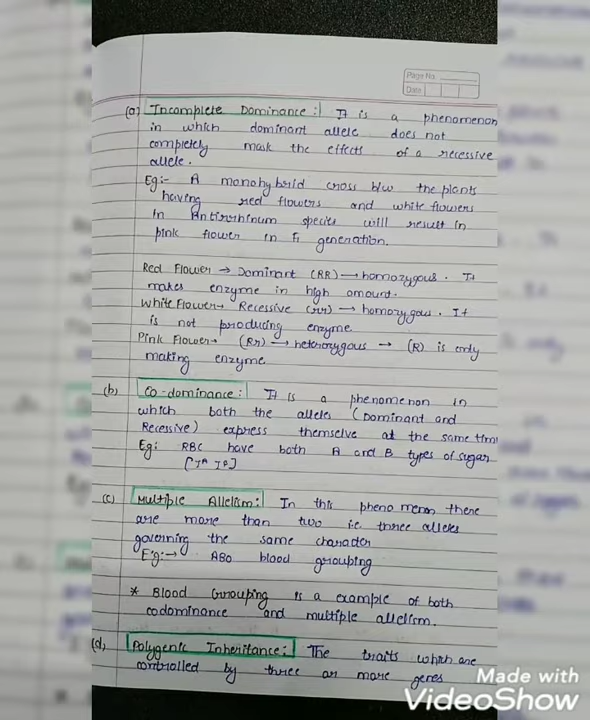 Page No.
Date
(a) Incomplete Dominance: It is a phenomenon
in which dominant allele does not
completely mask the effects of a recessive
allele.
Eg:- A monohybrid cross b/w the plants
having red flowers and white flowers
in Antirrhinum species will result in
pink flower in F1 generation.
Red Flower → Dominant (RR) → homozygous. It
makes enzyme in high amount.
White Flower → Recessive (rr) → homozygous. It
is not producing enzyme
Pink Flower → (Rr) → heterozygous → (R) is only
making enzyme
(b) Co-dominance: It is a phenomenon in
which both the alleles (Dominant and
Recessive) express themselve at the same time
Eg: RBC have both A and B types of sugar
[IA IB]
(c) Multiple Allelism: In this phenomenon there
are more than two i.e. three alleles
governing the same character
E'g:→ ABO blood grouping
* Blood Grouping is a example of both
codominance and multiple allelism.
(d) Polygenic Inheritance: The traits which are
controlled by three or more genes
Made with
VideoShow